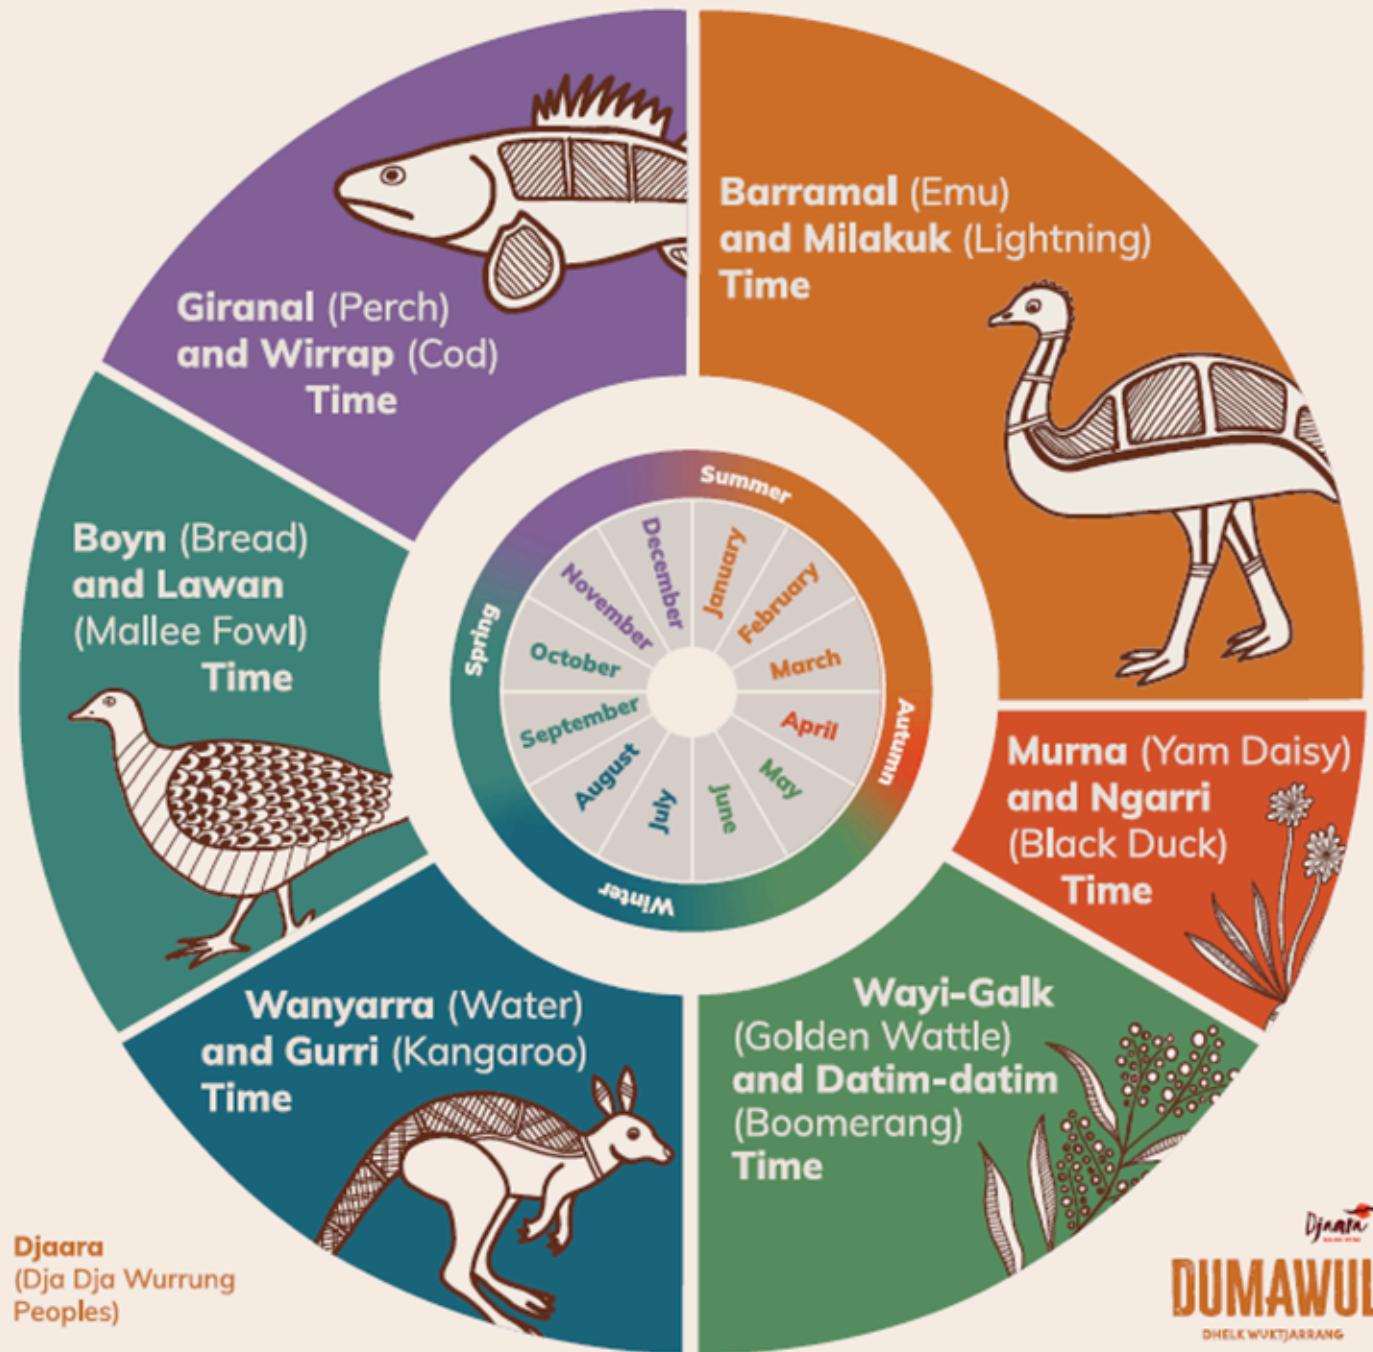 Giranal (Perch)
and Wirrap (Cod)
Time
Barramal (Emu)
and Milakuk (Lightning)
Time
Boyn (Bread)
and Lawan
(Mallee Fowl)
Time
Murna (Yam Daisy)
and Ngarri
(Black Duck)
Time
Wanyarra (Water)
and Gurri (Kangaroo)
Time
Wayi-Galk
(Golden Wattle)
and Datim-datim
(Boomerang)
Time
Summer
Autumn
Winter
Spring
January
February
March
April
May
June
July
August
September
October
November
December
Djaara
(Dja Dja Wurrung
Peoples)
Djaara
DUMAWUL
DHELK WUKTJARRANG